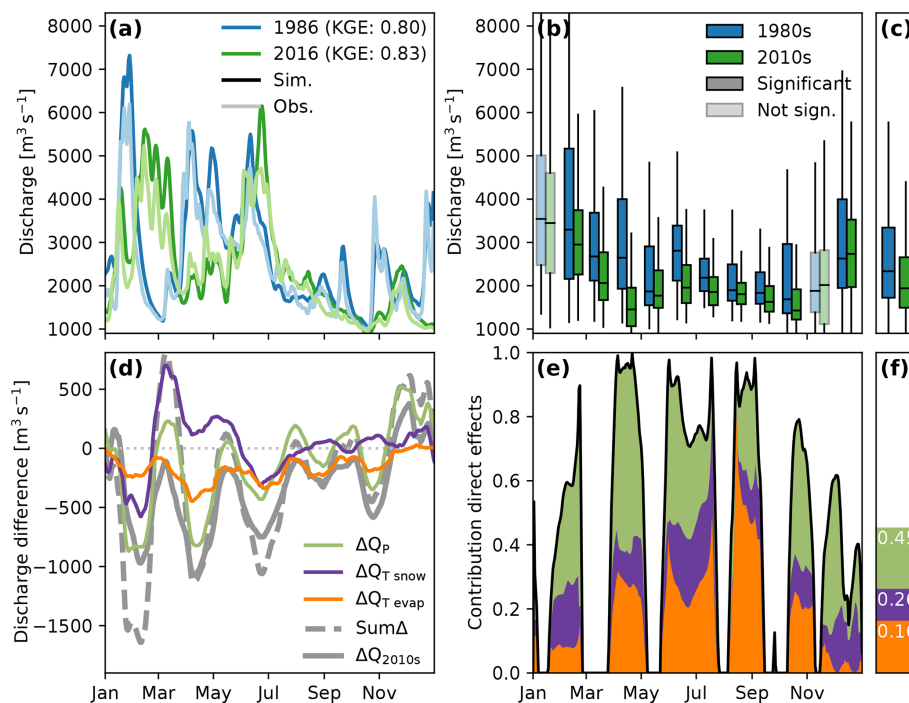 (a)
1986 (KGE: 0.80)
2016 (KGE: 0.83)
Sim.
Obs.
Discharge [m³ s⁻¹]
8000
7000
6000
5000
4000
3000
2000
1000
(b)
1980s
2010s
Significant
Not sign.
Discharge [m³ s⁻¹]
8000
7000
6000
5000
4000
3000
2000
1000
(c)
(d)
Discharge difference [m³ s⁻¹]
500
0
−500
−1000
−1500
ΔQP
ΔQT snow
ΔQT evap
SumΔ
ΔQ2010s
Jan Mar May Jul Sep Nov
(e)
Contribution direct effects
1.0
0.8
0.6
0.4
0.2
0.0
Jan Mar May Jul Sep Nov
(f)
0.20